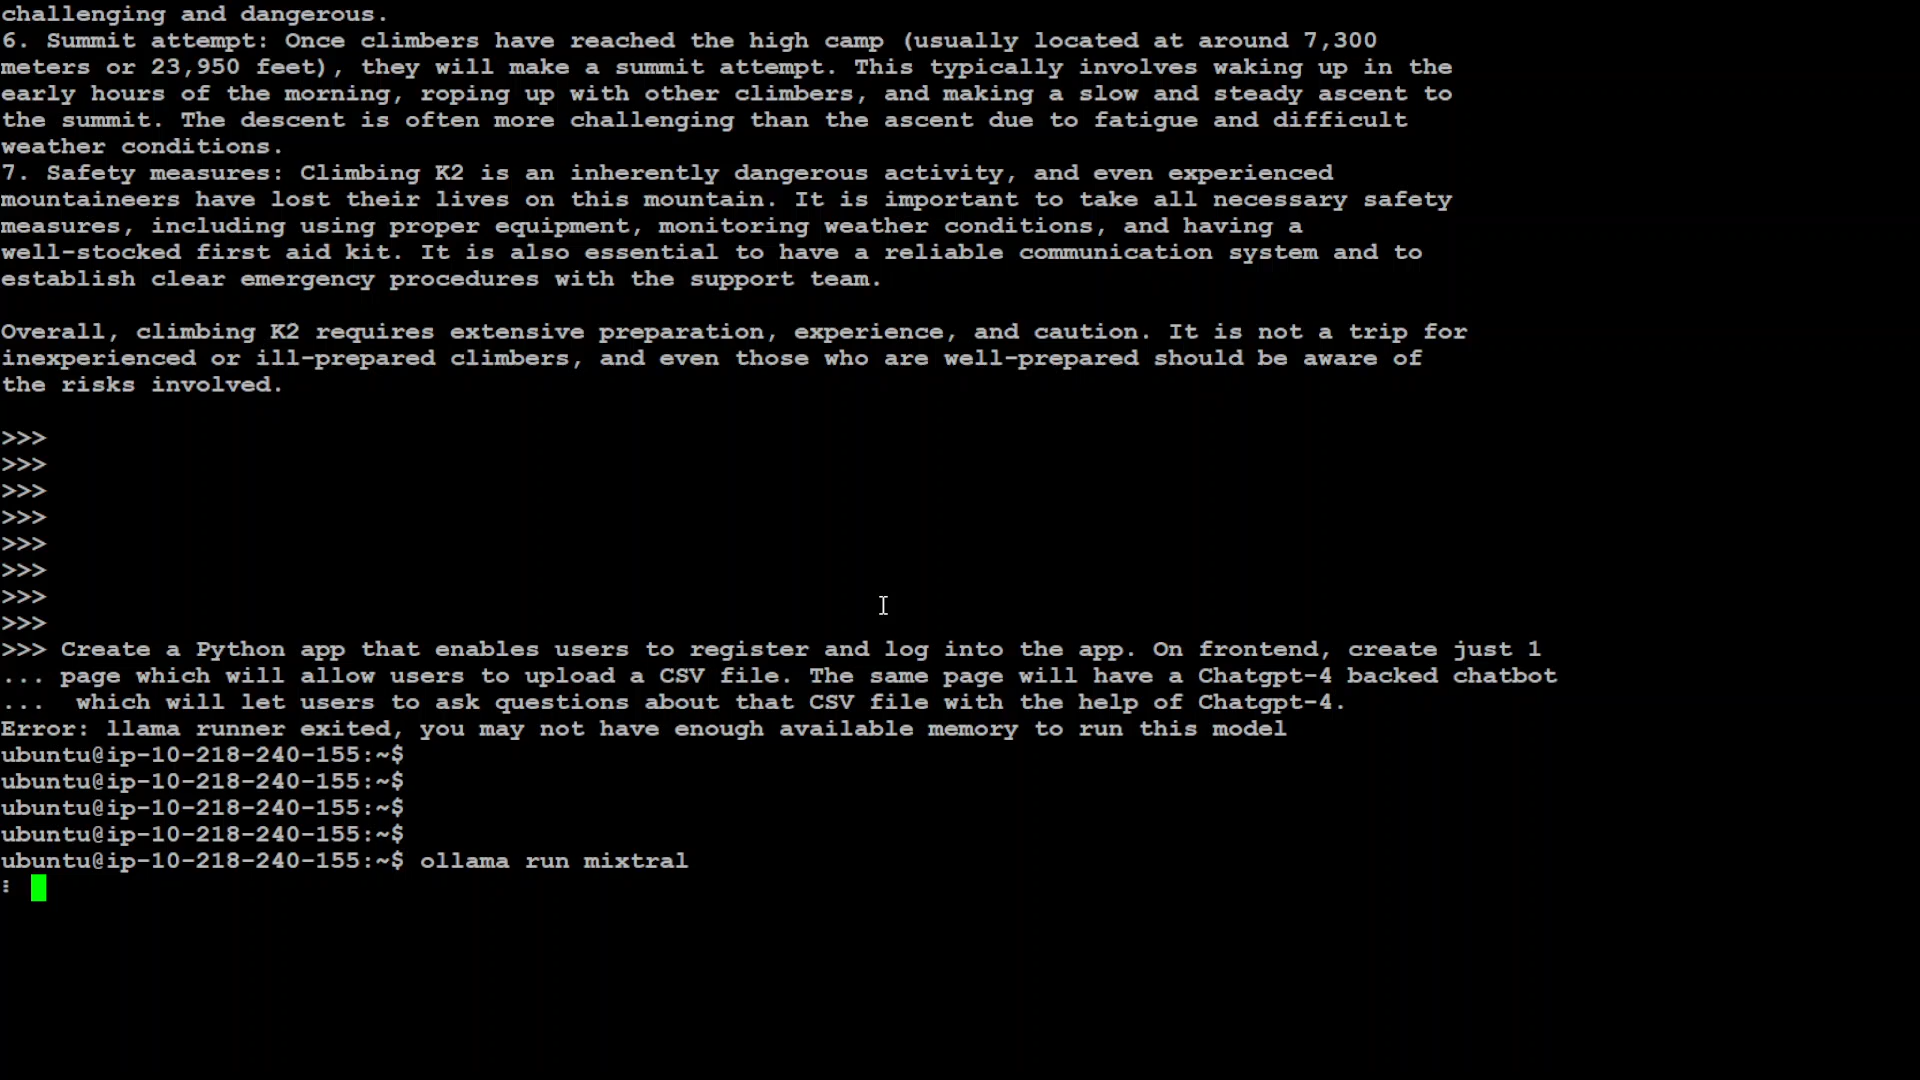 challenging and dangerous.
6. Summit attempt: Once climbers have reached the high camp (usually located at around 7,300
meters or 23,950 feet), they will make a summit attempt. This typically involves waking up in the
early hours of the morning, roping up with other climbers, and making a slow and steady ascent to
the summit. The descent is often more challenging than the ascent due to fatigue and difficult
weather conditions.
7. Safety measures: Climbing K2 is an inherently dangerous activity, and even experienced
mountaineers have lost their lives on this mountain. It is important to take all necessary safety
measures, including using proper equipment, monitoring weather conditions, and having a
well-stocked first aid kit. It is also essential to have a reliable communication system and to
establish clear emergency procedures with the support team.

Overall, climbing K2 requires extensive preparation, experience, and caution. It is not a trip for
inexperienced or ill-prepared climbers, and even those who are well-prepared should be aware of
the risks involved.

>>>
>>>
>>>
>>>
>>>
>>>
>>>
>>>
>>> Create a Python app that enables users to register and log into the app. On frontend, create just 1
... page which will allow users to upload a CSV file. The same page will have a Chatgpt-4 backed chatbot
...  which will let users to ask questions about that CSV file with the help of Chatgpt-4.
Error: llama runner exited, you may not have enough available memory to run this model
ubuntu@ip-10-218-240-155:~$
ubuntu@ip-10-218-240-155:~$
ubuntu@ip-10-218-240-155:~$
ubuntu@ip-10-218-240-155:~$
ubuntu@ip-10-218-240-155:~$ ollama run mixtral